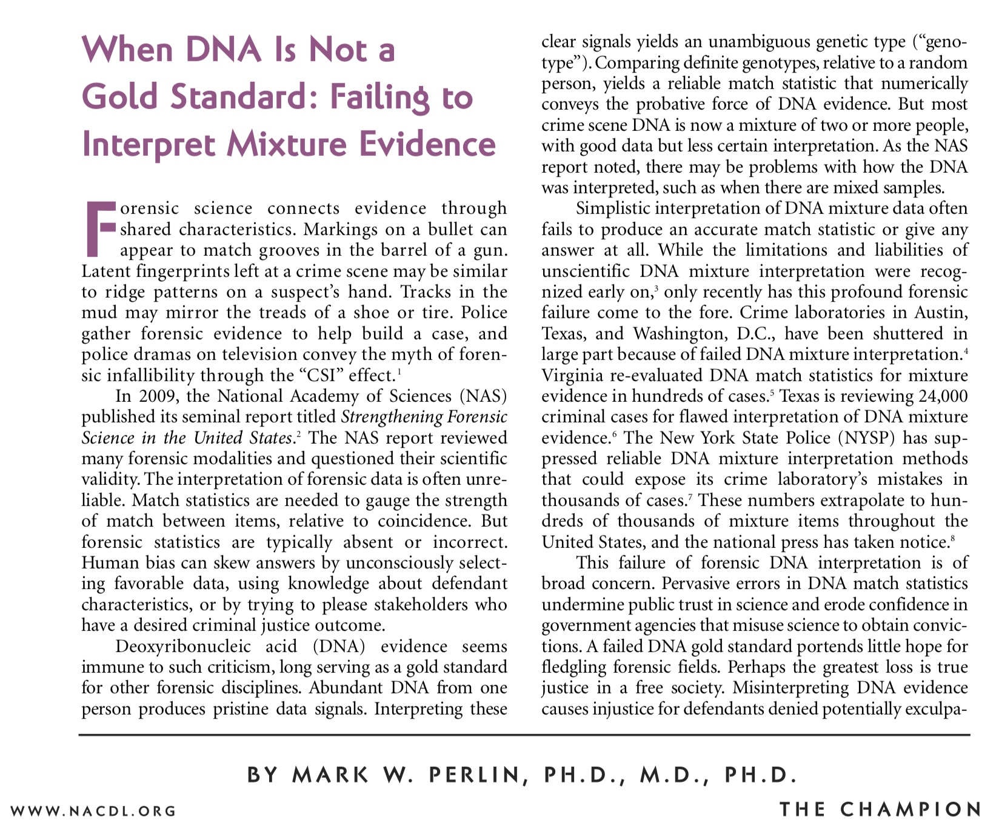 When DNA Is Not a
Gold Standard: Failing to
Interpret Mixture Evidence
Forensic science connects evidence through
shared characteristics. Markings on a bullet can
appear to match grooves in the barrel of a gun.
Latent fingerprints left at a crime scene may be similar
to ridge patterns on a suspect’s hand. Tracks in the
mud may mirror the treads of a shoe or tire. Police
gather forensic evidence to help build a case, and
police dramas on television convey the myth of foren-
sic infallibility through the “CSI” effect.1
In 2009, the National Academy of Sciences (NAS)
published its seminal report titled Strengthening Forensic
Science in the United States.2 The NAS report reviewed
many forensic modalities and questioned their scientific
validity. The interpretation of forensic data is often unre-
liable. Match statistics are needed to gauge the strength
of match between items, relative to coincidence. But
forensic statistics are typically absent or incorrect.
Human bias can skew answers by unconsciously select-
ing favorable data, using knowledge about defendant
characteristics, or by trying to please stakeholders who
have a desired criminal justice outcome.
Deoxyribonucleic acid (DNA) evidence seems
immune to such criticism, long serving as a gold standard
for other forensic disciplines. Abundant DNA from one
person produces pristine data signals. Interpreting these
clear signals yields an unambiguous genetic type (“geno-
type”). Comparing definite genotypes, relative to a random
person, yields a reliable match statistic that numerically
conveys the probative force of DNA evidence. But most
crime scene DNA is now a mixture of two or more people,
with good data but less certain interpretation. As the NAS
report noted, there may be problems with how the DNA
was interpreted, such as when there are mixed samples.
Simplistic interpretation of DNA mixture data often
fails to produce an accurate match statistic or give any
answer at all. While the limitations and liabilities of
unscientific DNA mixture interpretation were recog-
nized early on,3 only recently has this profound forensic
failure come to the fore. Crime laboratories in Austin,
Texas, and Washington, D.C., have been shuttered in
large part because of failed DNA mixture interpretation.4
Virginia re-evaluated DNA match statistics for mixture
evidence in hundreds of cases.5 Texas is reviewing 24,000
criminal cases for flawed interpretation of DNA mixture
evidence.6 The New York State Police (NYSP) has sup-
pressed reliable DNA mixture interpretation methods
that could expose its crime laboratory’s mistakes in
thousands of cases.7 These numbers extrapolate to hun-
dreds of thousands of mixture items throughout the
United States, and the national press has taken notice.8
This failure of forensic DNA interpretation is of
broad concern. Pervasive errors in DNA match statistics
undermine public trust in science and erode confidence in
government agencies that misuse science to obtain convic-
tions. A failed DNA gold standard portends little hope for
fledgling forensic fields. Perhaps the greatest loss is true
justice in a free society. Misinterpreting DNA evidence
causes injustice for defendants denied potentially exculpa-
BY MARK W. PERLIN, PH.D., M.D., PH.D.
WWW.NACDL.ORG
THE CHAMPION